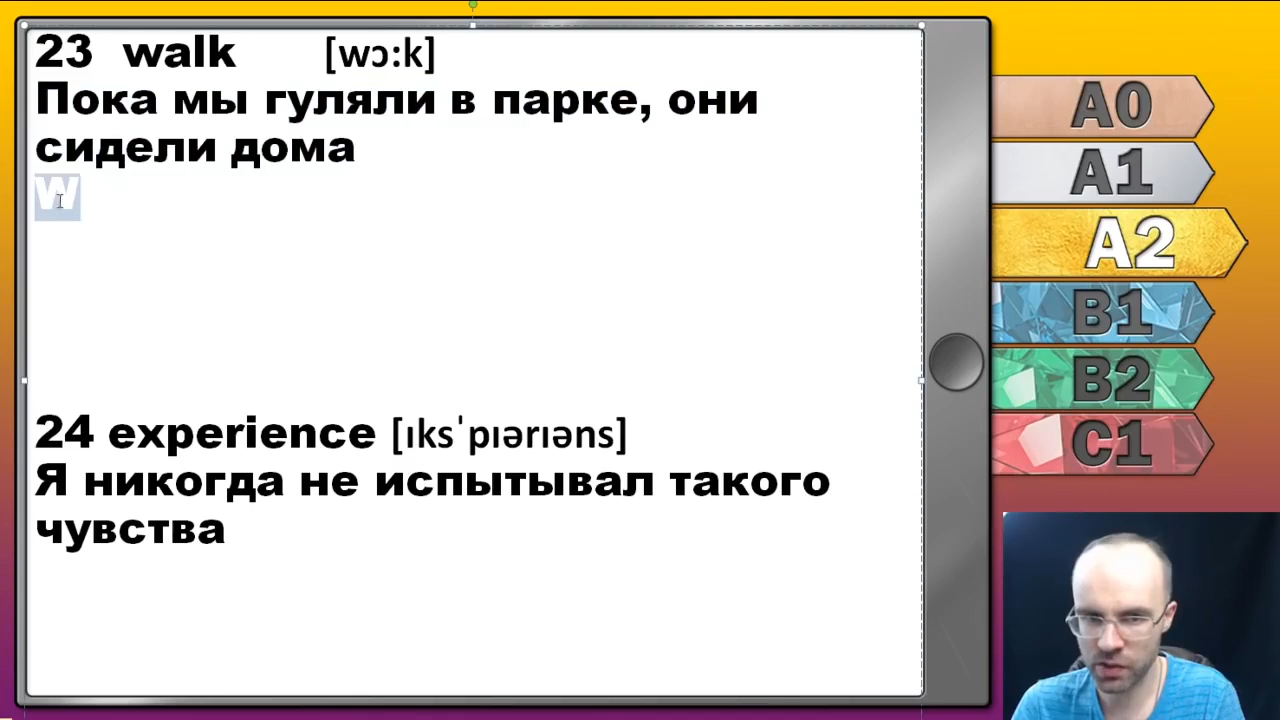 23 walk [wɔ:k]
Пока мы гуляли в парке, они
сидели дома
W
24 experience [ɪksˈpɪərɪəns]
Я никогда не испытывал такого
чувства
A0
A1
A2
B1
B2
C1